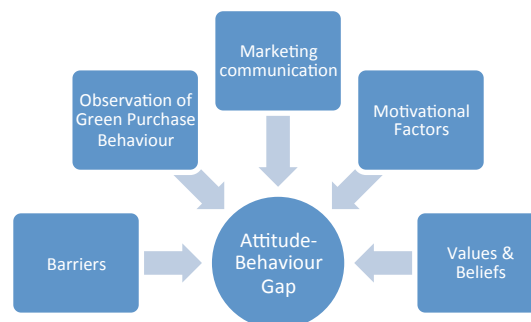 Marketing
communication
Observation of
Green Purchase
Behaviour
Motivational
Factors
Barriers
Attitude-
Behaviour
Gap
Values &
Beliefs